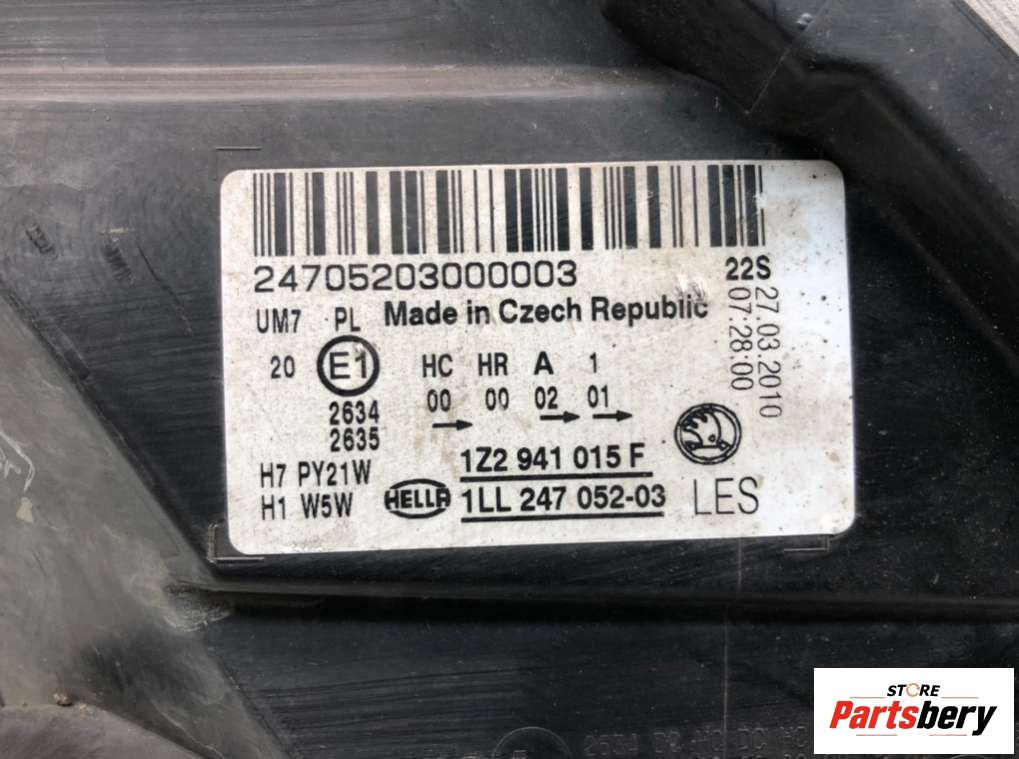 24705203000003
22S
27.03.2010
07:28:00
UM7 PL Made in Czech Republic
20 E1 HC HR A 1
00 00 02 01
2634
2635
H7 PY21W
H1 W5W
HELLA
1Z2 941 015 F
1LL 247 052-03
LES
STORE
Partsbery